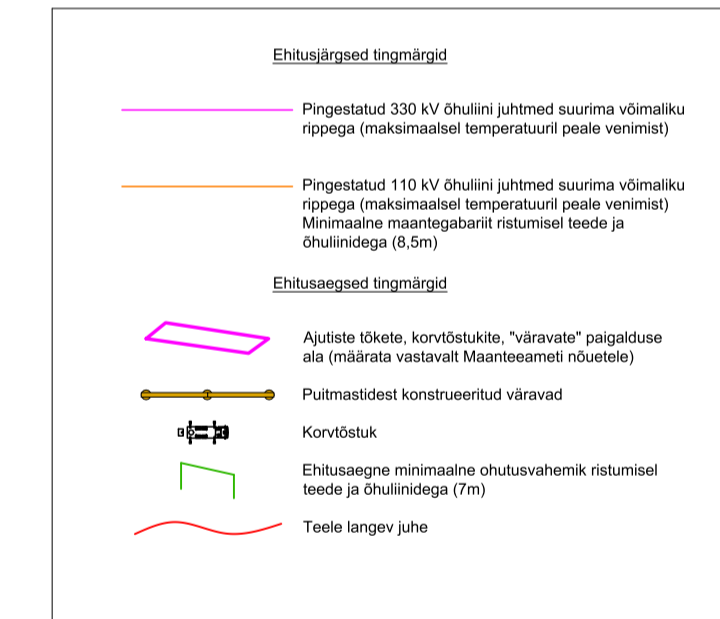 Ehitusjärgsed tingmärgid
Pingestatud 330 kV õhuliini juhtmed suurima võimaliku
rippega (maksimaalsel temperatuuril peale venimist)
Pingestatud 110 kV õhuliini juhtmed suurima võimaliku
rippega (maksimaalsel temperatuuril peale venimist)
Minimaalne maantegabariit ristumisel teede ja
õhuliinidega (8,5m)
Ehitusaegsed tingmärgid
Ajutiste tõkete, korvtõstukite, "väravate" paigalduse
ala (määrata vastavalt Maanteeameti nõuetele)
Puitmastidest konstrueeritud väravad
Korvtõstuk
Ehitusaegne minimaalne ohutusvahemik ristumisel
teede ja õhuliinidega (7m)
Teele langev juhe